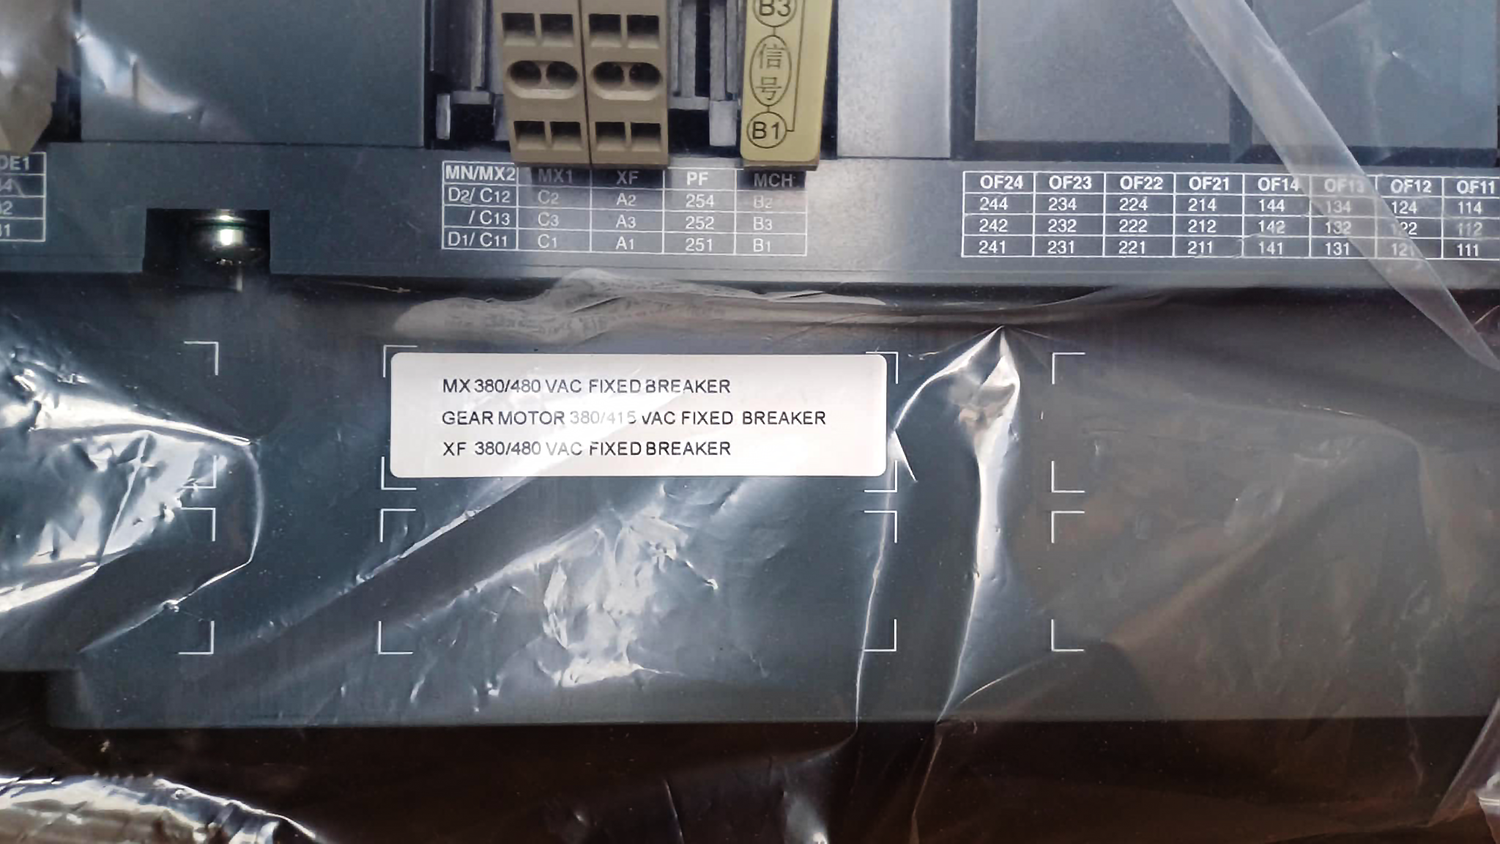 B3
信
号
B1
DE1
MN/MX2 MX1 XF PF MCH
D2/ C12 C2 A2 254 B2
/ C13 C3 A3 252 B3
D1/ C11 C1 A1 251 B1
OF24 OF23 OF22 OF21 OF14 OF13 OF12 OF11
244 234 224 214 144 134 124 114
242 232 222 212 142 132 122 112
241 231 221 211 141 131 121 111
MX 380/480 VAC FIXED BREAKER
GEAR MOTOR 380/415 VAC FIXED BREAKER
XF 380/480 VAC FIXED BREAKER